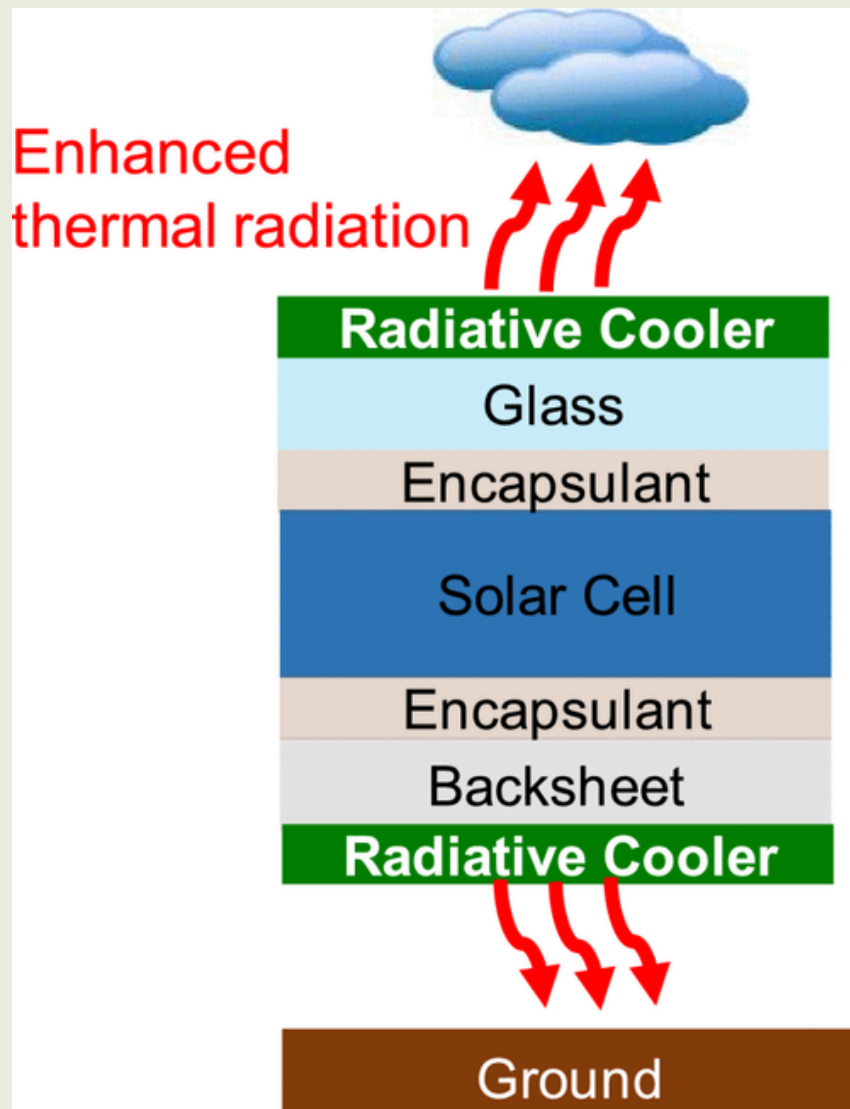 Enhanced
thermal radiation
Radiative Cooler
Glass
Encapsulant
Solar Cell
Encapsulant
Backsheet
Radiative Cooler
Ground